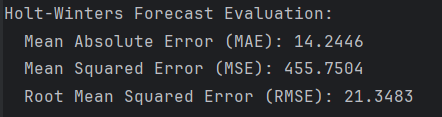 Holt-Winters Forecast Evaluation:
Mean Absolute Error (MAE): 14.2446
Mean Squared Error (MSE): 455.7504
Root Mean Squared Error (RMSE): 21.3483